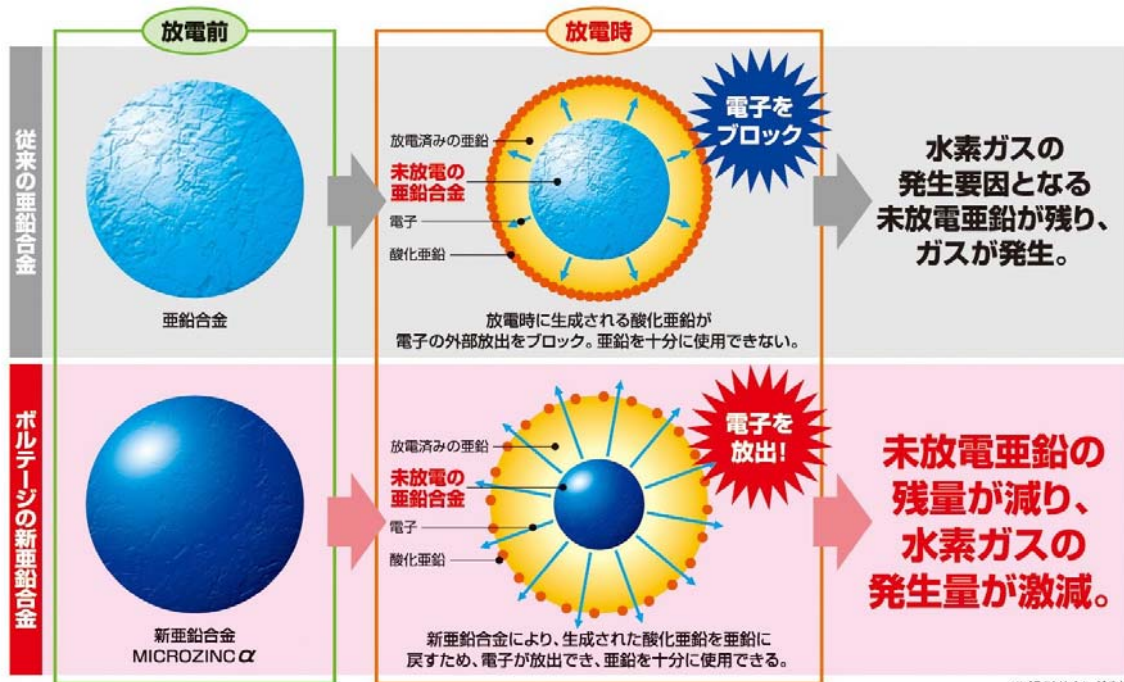 放電前
放電時
従来の亜鉛合金
亜鉛合金
放電済みの亜鉛
未放電の
亜鉛合金
電子
酸化亜鉛
電子を
ブロック
放電時に生成される酸化亜鉛が
電子の外部放出をブロック。亜鉛を十分に使用できない。
水素ガスの
発生要因となる
未放電亜鉛が残り、
ガスが発生。
ボルテージの新亜鉛合金
新亜鉛合金
MICROZINC α
放電済みの亜鉛
未放電の
亜鉛合金
電子
酸化亜鉛
電子を
放出!
新亜鉛合金により、生成された酸化亜鉛を亜鉛に
戻すため、電子が放出でき、亜鉛を十分に使用できる。
未放電亜鉛の
残量が減り、
水素ガスの
発生量が激減。